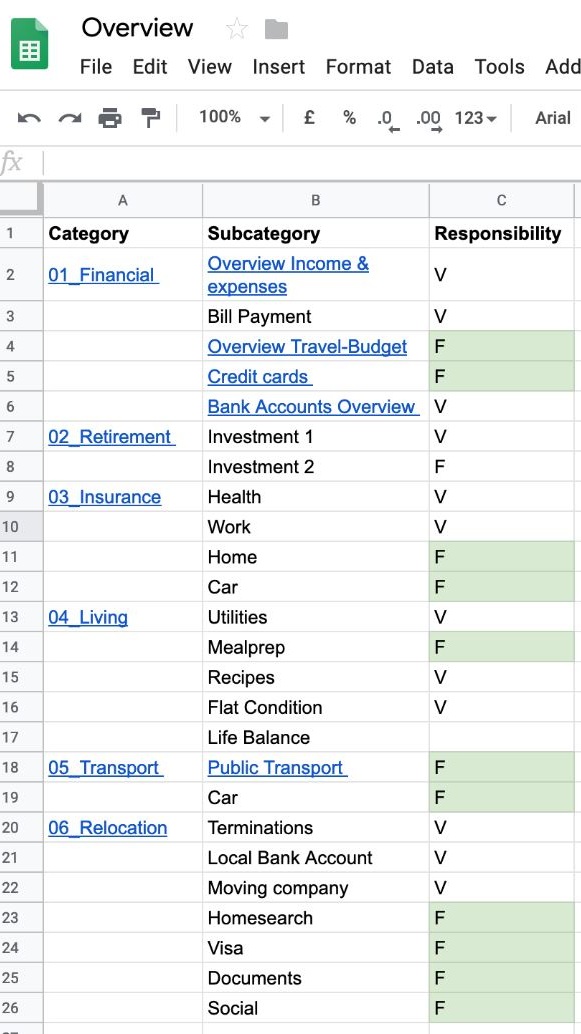 Overview
File Edit View Insert Format Data Tools Add
100% £ % .0 .00 123 Arial
fx
A B C
1 Category Subcategory Responsibility
2 01_Financial Overview Income & expenses V
3 Bill Payment V
4 Overview Travel-Budget F
5 Credit cards F
6 Bank Accounts Overview V
7 02_Retirement Investment 1 V
8 Investment 2 F
9 03_Insurance Health V
10 Work V
11 Home F
12 Car F
13 04_Living Utilities V
14 Mealprep F
15 Recipes V
16 Flat Condition V
17 Life Balance
18 05_Transport Public Transport F
19 Car F
20 06_Relocation Terminations V
21 Local Bank Account V
22 Moving company V
23 Homesearch F
24 Visa F
25 Documents F
26 Social F